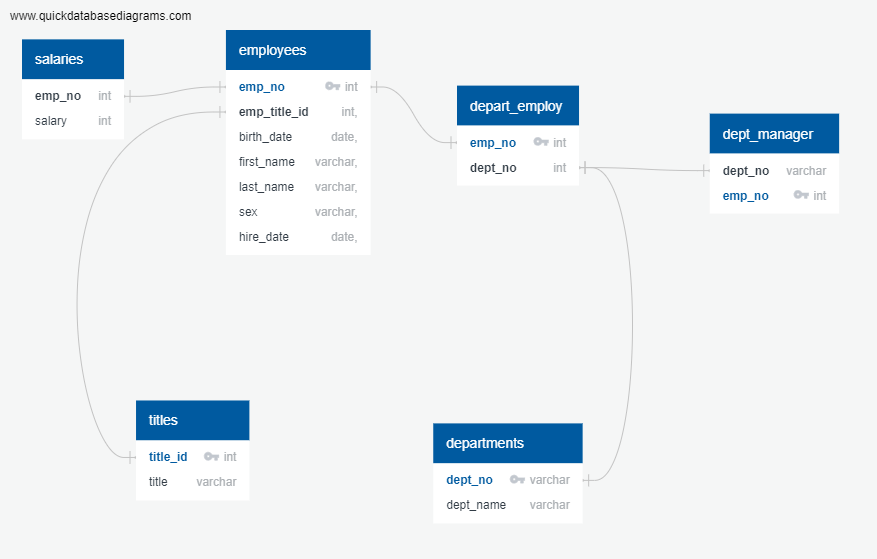 www.quickdatabasediagrams.com
salaries
emp_no int
salary int
employees
emp_no int
emp_title_id int,
birth_date date,
first_name varchar,
last_name varchar,
sex varchar,
hire_date date,
depart_employ
emp_no int
dept_no int
dept_manager
dept_no varchar
emp_no int
titles
title_id int
title varchar
departments
dept_no varchar
dept_name varchar